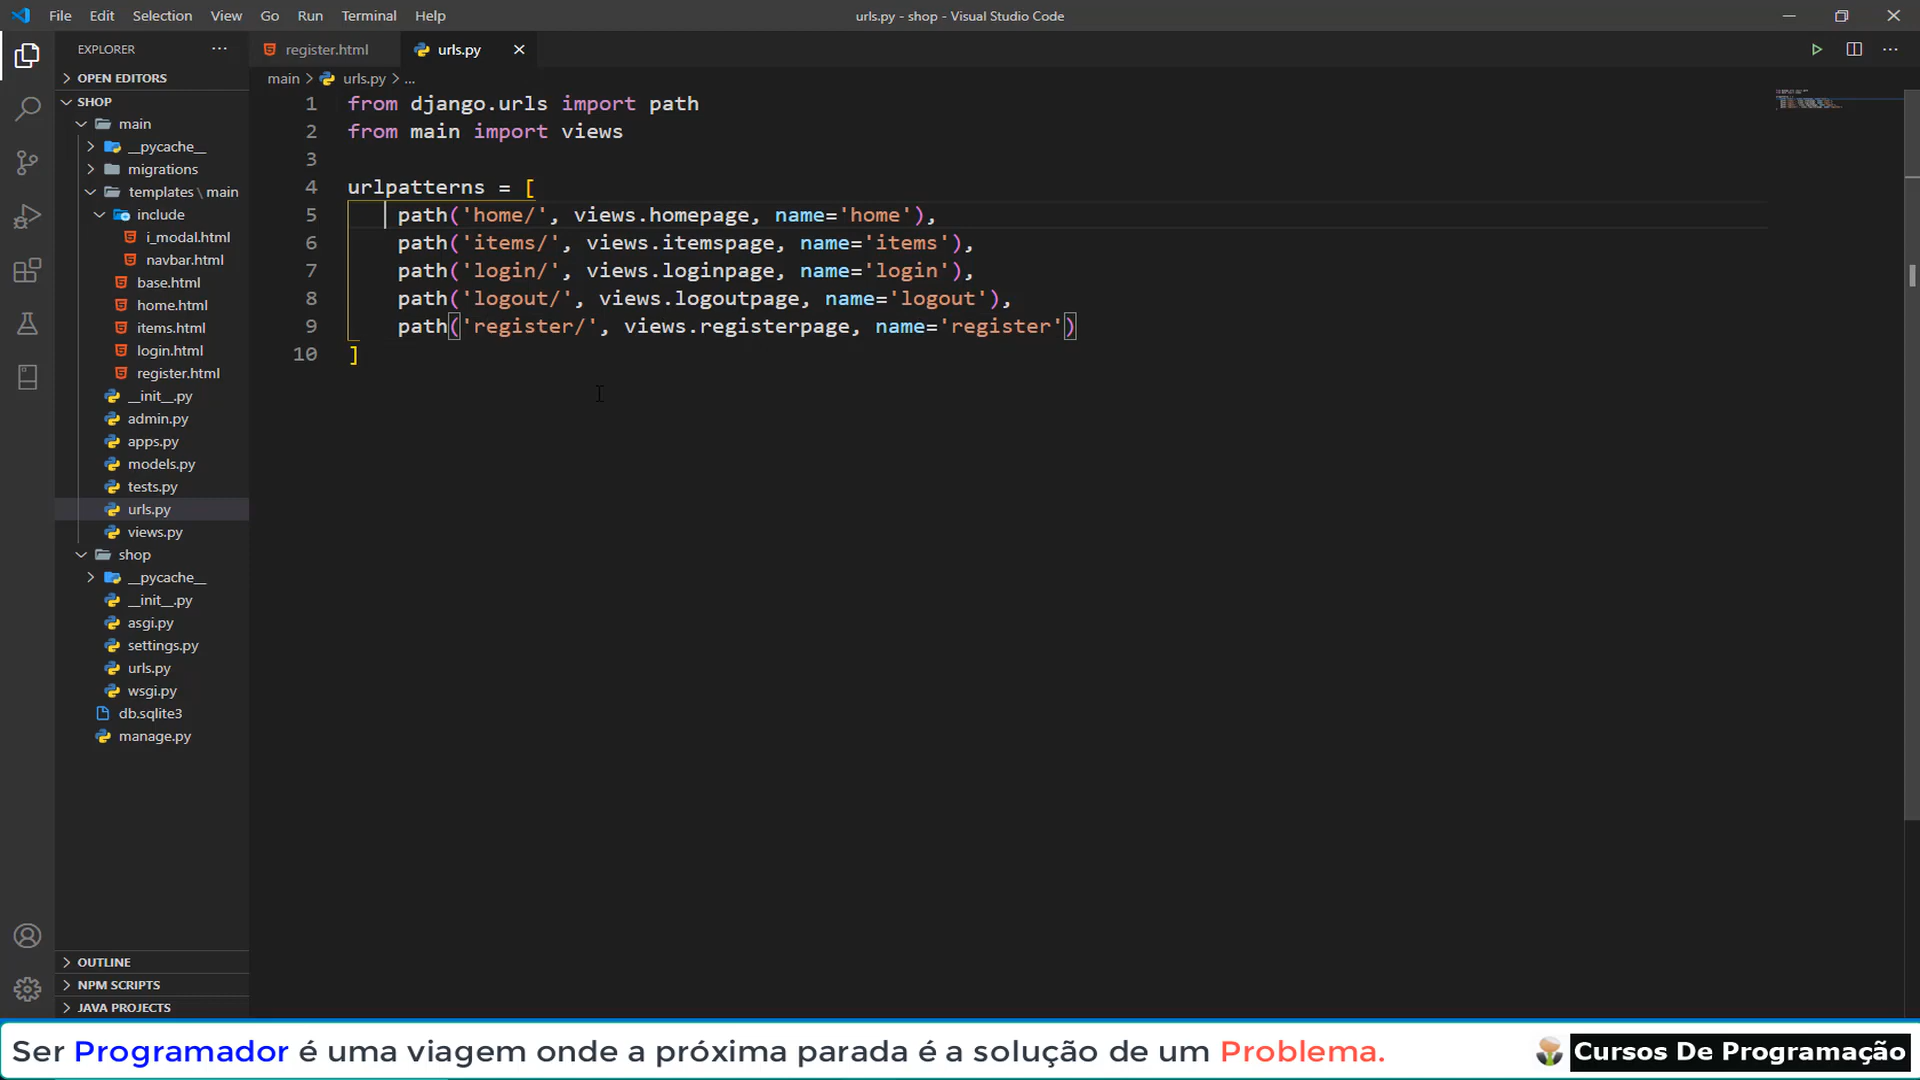 File Edit Selection View Go Run Terminal Help
urls.py - shop - Visual Studio Code
EXPLORER
OPEN EDITORS
SHOP
main
__pycache__
migrations
templates \ main
include
i_modal.html
navbar.html
base.html
home.html
items.html
login.html
register.html
__init__.py
admin.py
apps.py
models.py
tests.py
urls.py
views.py
shop
__pycache__
__init__.py
asgi.py
settings.py
urls.py
wsgi.py
db.sqlite3
manage.py
OUTLINE
NPM SCRIPTS
JAVA PROJECTS
register.html urls.py
main > urls.py > ...
1 from django.urls import path
2 from main import views
3
4 urlpatterns = [
5 path('home/', views.homepage, name='home'),
6 path('items/', views.itemspage, name='items'),
7 path('login/', views.loginpage, name='login'),
8 path('logout/', views.logoutpage, name='logout'),
9 path('register/', views.registerpage, name='register')
10 ]
Ser Programador é uma viagem onde a próxima parada é a solução de um Problema.
Cursos De Programação